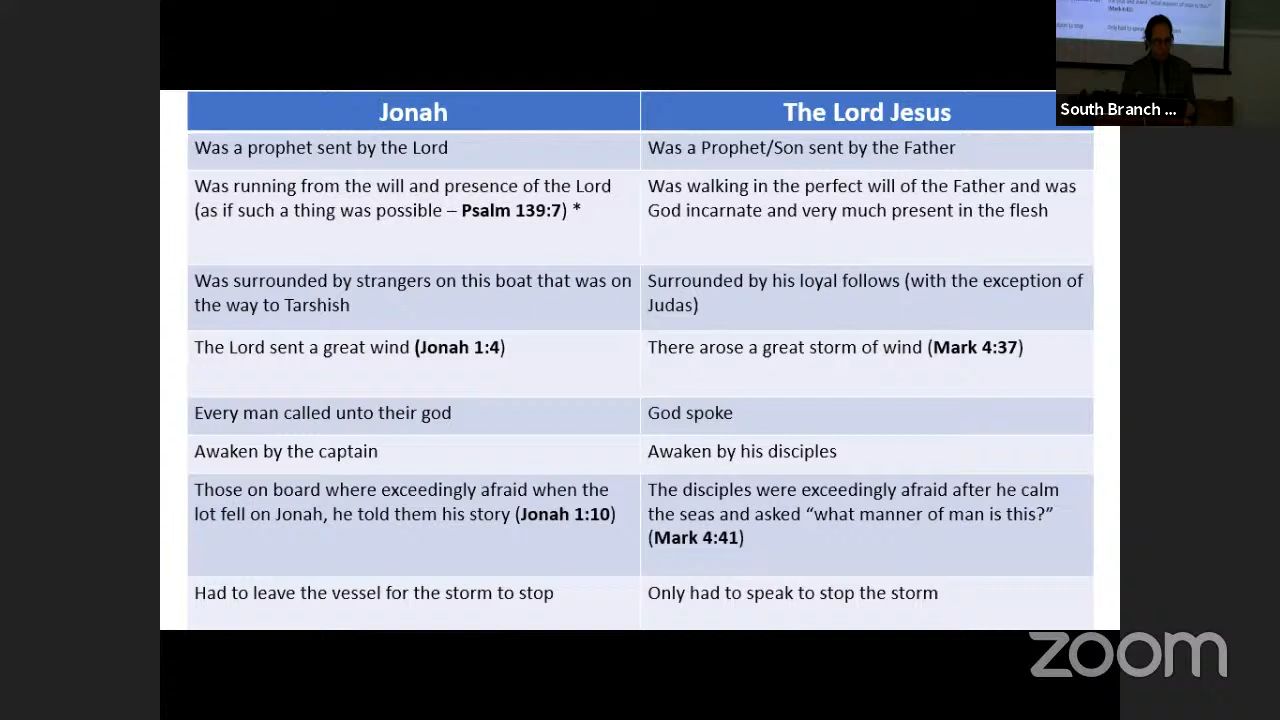 Jonah
The Lord Jesus
Was a prophet sent by the Lord
Was a Prophet/Son sent by the Father
Was running from the will and presence of the Lord
(as if such a thing was possible – Psalm 139:7) *
Was walking in the perfect will of the Father and was
God incarnate and very much present in the flesh
Was surrounded by strangers on this boat that was on
the way to Tarshish
Surrounded by his loyal follows (with the exception of
Judas)
The Lord sent a great wind (Jonah 1:4)
There arose a great storm of wind (Mark 4:37)
Every man called unto their god
God spoke
Awaken by the captain
Awaken by his disciples
Those on board where exceedingly afraid when the
lot fell on Jonah, he told them his story (Jonah 1:10)
The disciples were exceedingly afraid after he calm
the seas and asked “what manner of man is this?”
(Mark 4:41)
Had to leave the vessel for the storm to stop
Only had to speak to stop the storm
South Branch ...
zoom